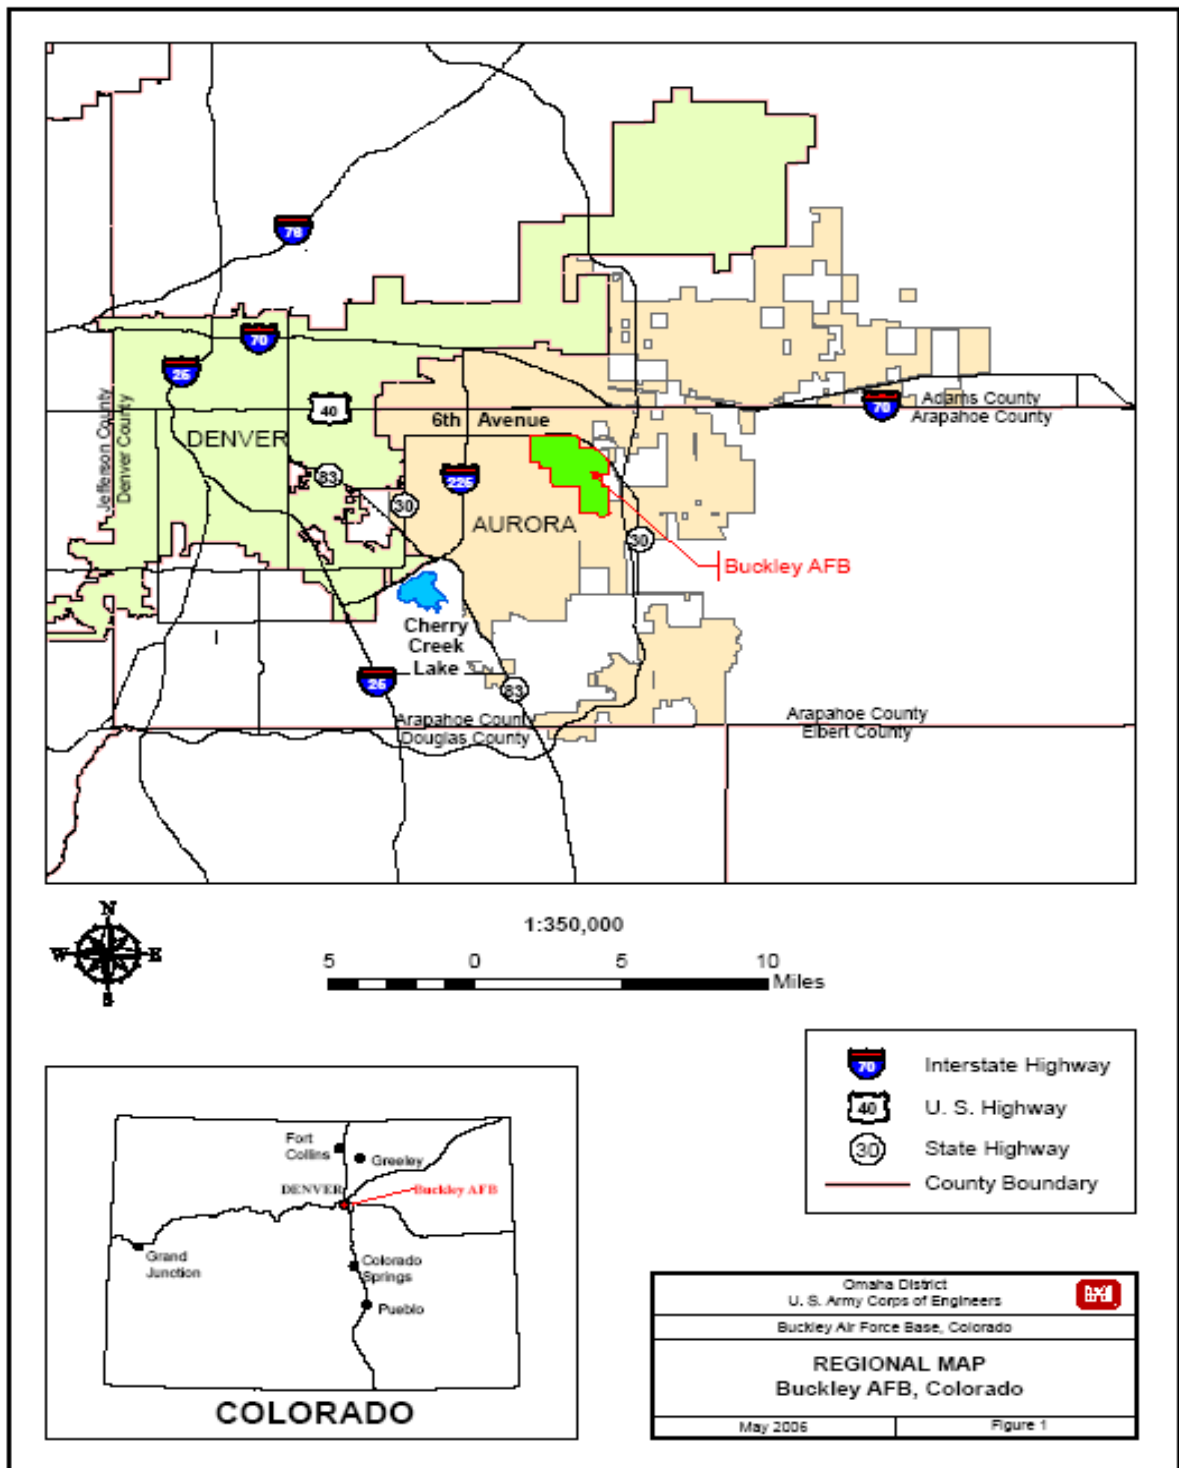 76
70
25
40
6th Avenue
DENVER
Jefferson County
Denver County
83
225
30
AURORA
30
Adams County
70
Arapahoe County
Buckley AFB
Cherry
Creek
Lake
25
83
Arapahoe County
Douglas County
Arapahoe County
Elbert County
N
W
E
S
1:350,000
5 0 5 10
Miles
70 Interstate Highway
40 U. S. Highway
30 State Highway
County Boundary
Fort
Collins
Greeley
DENVER
Buckley AFB
Grand
Junction
Colorado
Springs
Pueblo
COLORADO
Omaha District
U. S. Army Corps of Engineers
Buckley Air Force Base, Colorado
REGIONAL MAP
Buckley AFB, Colorado
May 2006
Figure 1